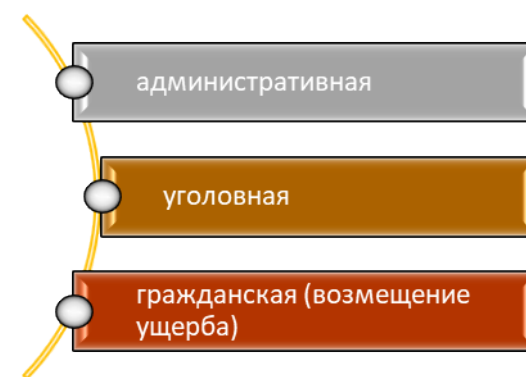 административная
уголовная
гражданская (возмещение
ущерба)